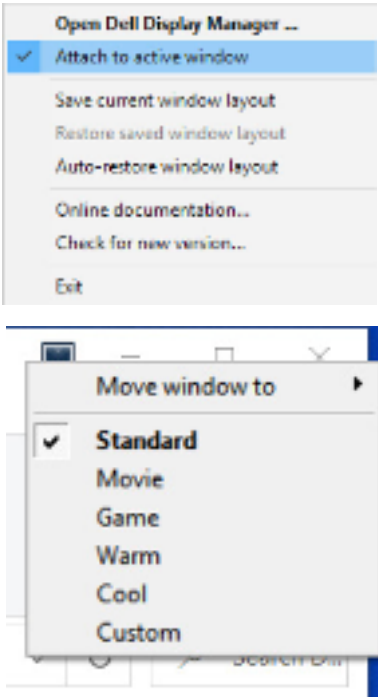 Open Dell Display Manager ...
Attach to active window
Save current window layout
Restore saved window layout
Auto-restore window layout
Online documentation...
Check for new version...
Exit
Move window to
Standard
Movie
Game
Warm
Cool
Custom